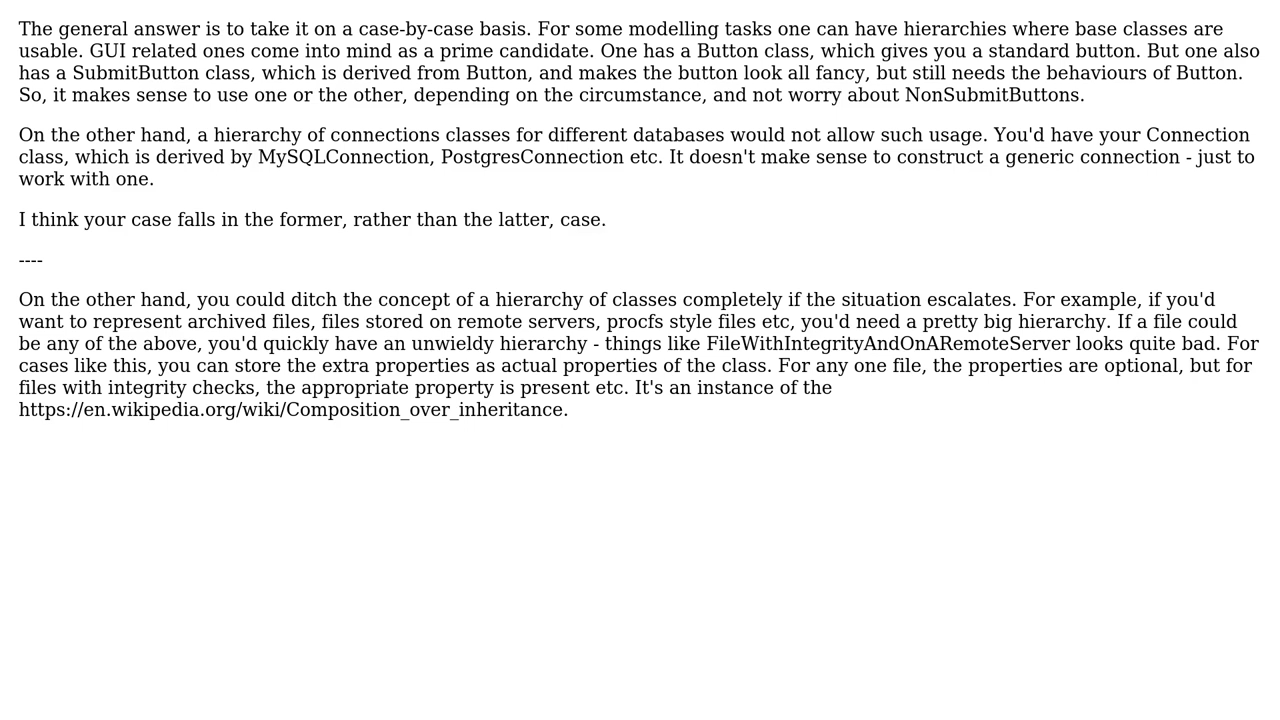 The general answer is to take it on a case-by-case basis. For some modelling tasks one can have hierarchies where base classes are
usable. GUI related ones come into mind as a prime candidate. One has a Button class, which gives you a standard button. But one also
has a SubmitButton class, which is derived from Button, and makes the button look all fancy, but still needs the behaviours of Button.
So, it makes sense to use one or the other, depending on the circumstance, and not worry about NonSubmitButtons.
On the other hand, a hierarchy of connections classes for different databases would not allow such usage. You'd have your Connection
class, which is derived by MySQLConnection, PostgresConnection etc. It doesn't make sense to construct a generic connection - just to
work with one.
I think your case falls in the former, rather than the latter, case.
----
On the other hand, you could ditch the concept of a hierarchy of classes completely if the situation escalates. For example, if you'd
want to represent archived files, files stored on remote servers, procfs style files etc, you'd need a pretty big hierarchy. If a file could
be any of the above, you'd quickly have an unwieldy hierarchy - things like FileWithIntegrityAndOnARemoteServer looks quite bad. For
cases like this, you can store the extra properties as actual properties of the class. For any one file, the properties are optional, but for
files with integrity checks, the appropriate property is present etc. It's an instance of the
https://en.wikipedia.org/wiki/Composition_over_inheritance.